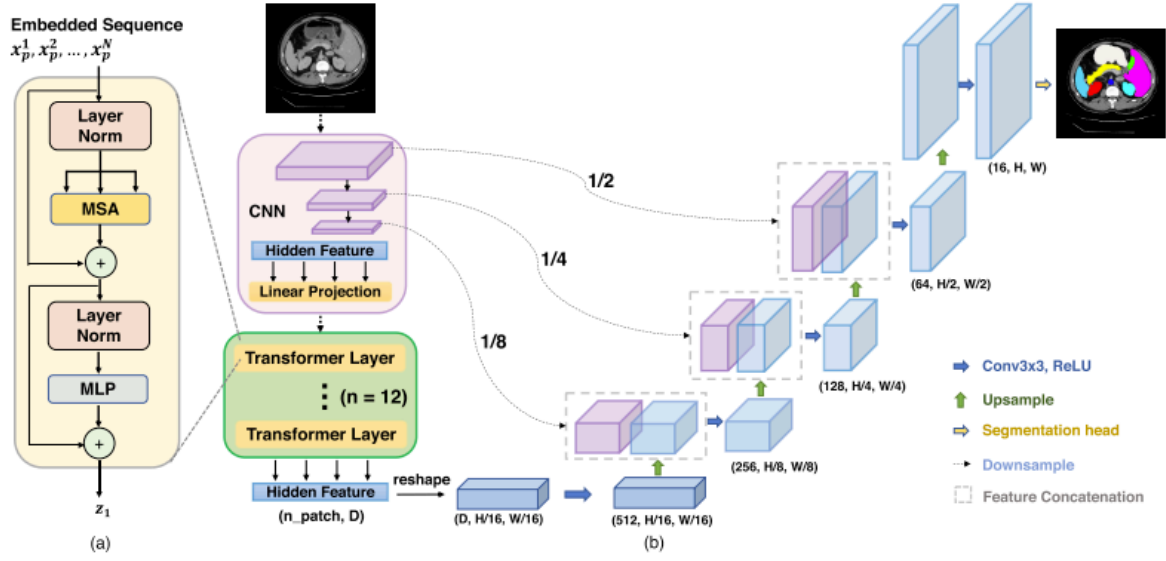 Embedded Sequence
x_p^1, x_p^2, ..., x_p^N
Layer
Norm
MSA
+
Layer
Norm
MLP
+
z_1
(a)
CNN
Hidden Feature
Linear Projection
Transformer Layer
(n = 12)
Transformer Layer
Hidden Feature
(n_patch, D)
reshape
(D, H/16, W/16)
(512, H/16, W/16)
(b)
1/2
1/4
1/8
(256, H/8, W/8)
(128, H/4, W/4)
(64, H/2, W/2)
(16, H, W)
Conv3x3, ReLU
Upsample
Segmentation head
Downsample
Feature Concatenation